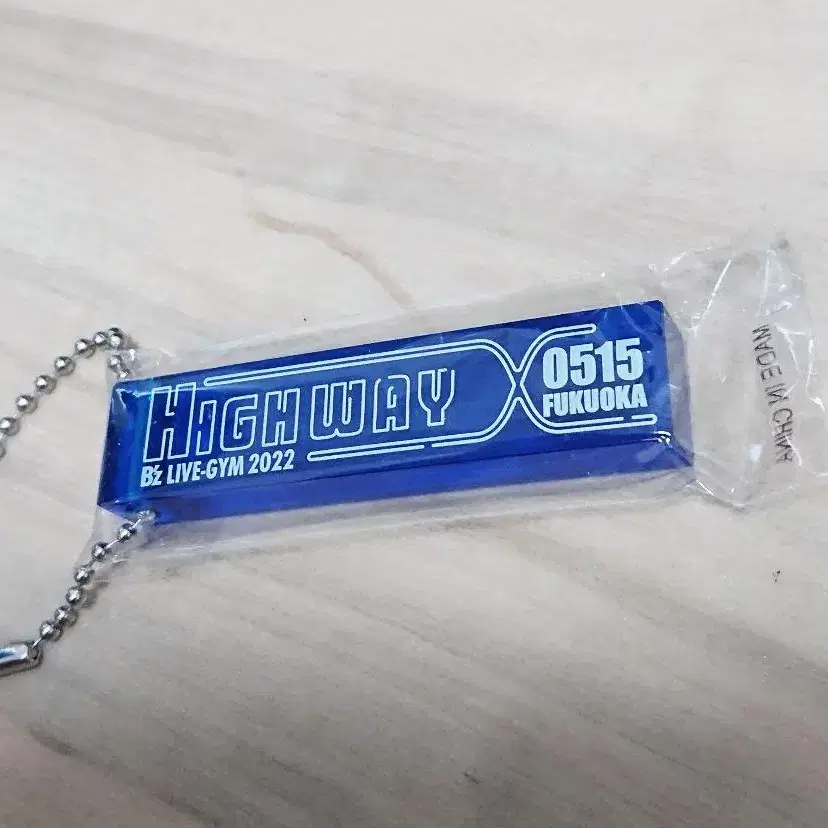 HIGHWAY
B'z LIVE-GYM 2022
0515
FUKUOKA
MADE IN CHINA